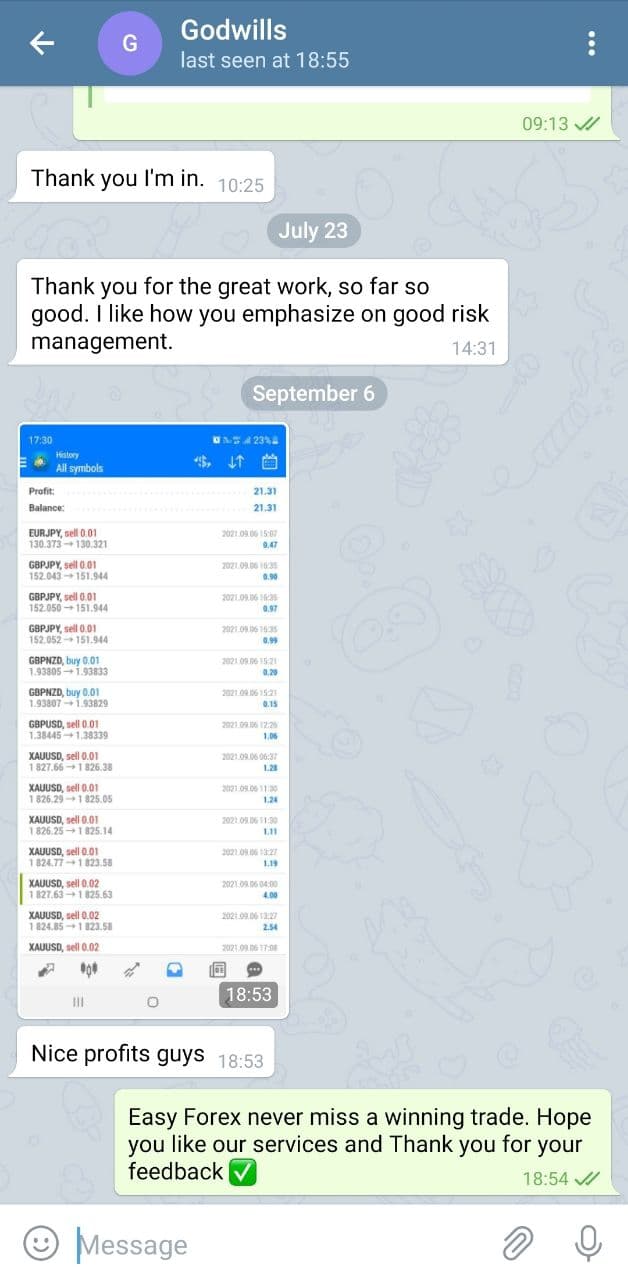 Godwills
G
last seen at 18:55
09:13
Thank you I'm in. 10:25
July 23
Thank you for the great work, so far so
good. I like how you emphasize on good risk
management.
14:31
September 6
17:30
23%
History
All symbols
Profit: 21.31
Balance: 21.31
EURJPY, sell 0.01 2021.09.06 15:07
130.373 → 130.321 0.47
GBPJPY, sell 0.01 2021.09.06 16:35
152.043 → 151.944 0.90
GBPJPY, sell 0.01 2021.09.06 16:35
152.050 → 151.944 0.97
GBPJPY, sell 0.01 2021.09.06 16:35
152.052 → 151.944 0.99
GBPNZD, buy 0.01 2021.09.06 15:21
1.93805 → 1.93833 0.20
GBPNZD, buy 0.01 2021.09.06 15:21
1.93807 → 1.93829 0.15
GBPUSD, sell 0.01 2021.09.06 12:26
1.38445 → 1.38339 1.06
XAUUSD, sell 0.01 2021.09.06 06:37
1 827.66 → 1 826.38 1.28
XAUUSD, sell 0.01 2021.09.06 11:30
1 826.29 → 1 825.05 1.24
XAUUSD, sell 0.01 2021.09.06 11:30
1 826.25 → 1 825.14 1.11
XAUUSD, sell 0.01 2021.09.06 13:27
1 824.77 → 1 823.58 1.19
XAUUSD, sell 0.02 2021.09.06 04:00
1 827.63 → 1 825.63 4.00
XAUUSD, sell 0.02 2021.09.06 13:27
1 824.85 → 1 823.58 2.54
XAUUSD, sell 0.02 2021.09.06 17:08
18:53
Nice profits guys 18:53
Easy Forex never miss a winning trade. Hope
you like our services and Thank you for your
feedback ✅
18:54
Message